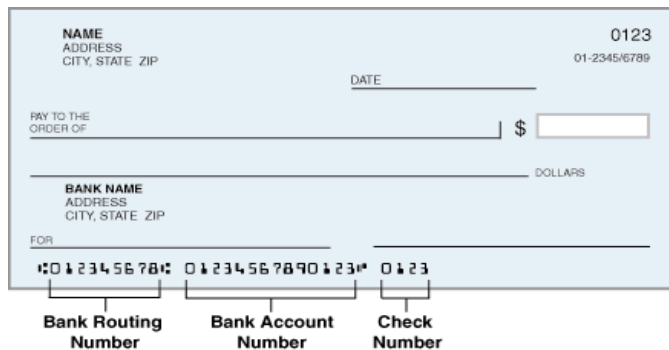 NAME
ADDRESS
CITY, STATE ZIP
0123
01-2345/6789
DATE
PAY TO THE
ORDER OF
$
DOLLARS
BANK NAME
ADDRESS
CITY, STATE ZIP
FOR
⑆012345678⑆ 01234567890123⑈ 0123
Bank Routing Number
Bank Account Number
Check Number